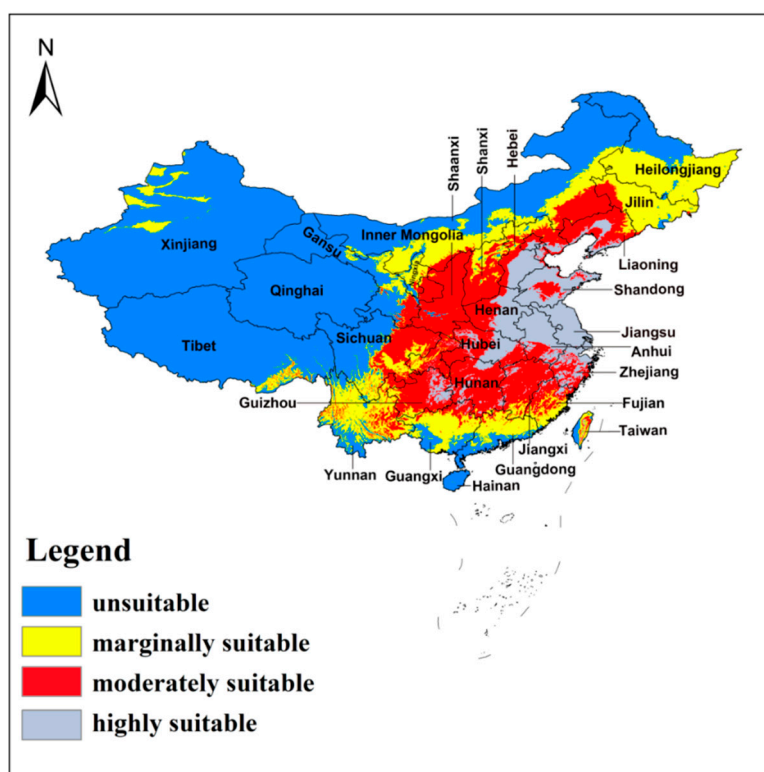 N
Shaanxi
Shanxi
Hebei
Heilongjiang
Jilin
Inner Mongolia
Gansu
Xinjiang
Liaoning
Qinghai
Shandong
Henan
Sichuan
Jiangsu
Tibet
Hubei
Anhui
Zhejiang
Hunan
Guizhou
Fujian
Taiwan
Jiangxi
Yunnan
Guangxi
Guangdong
Hainan
Legend
unsuitable
marginally suitable
moderately suitable
highly suitable